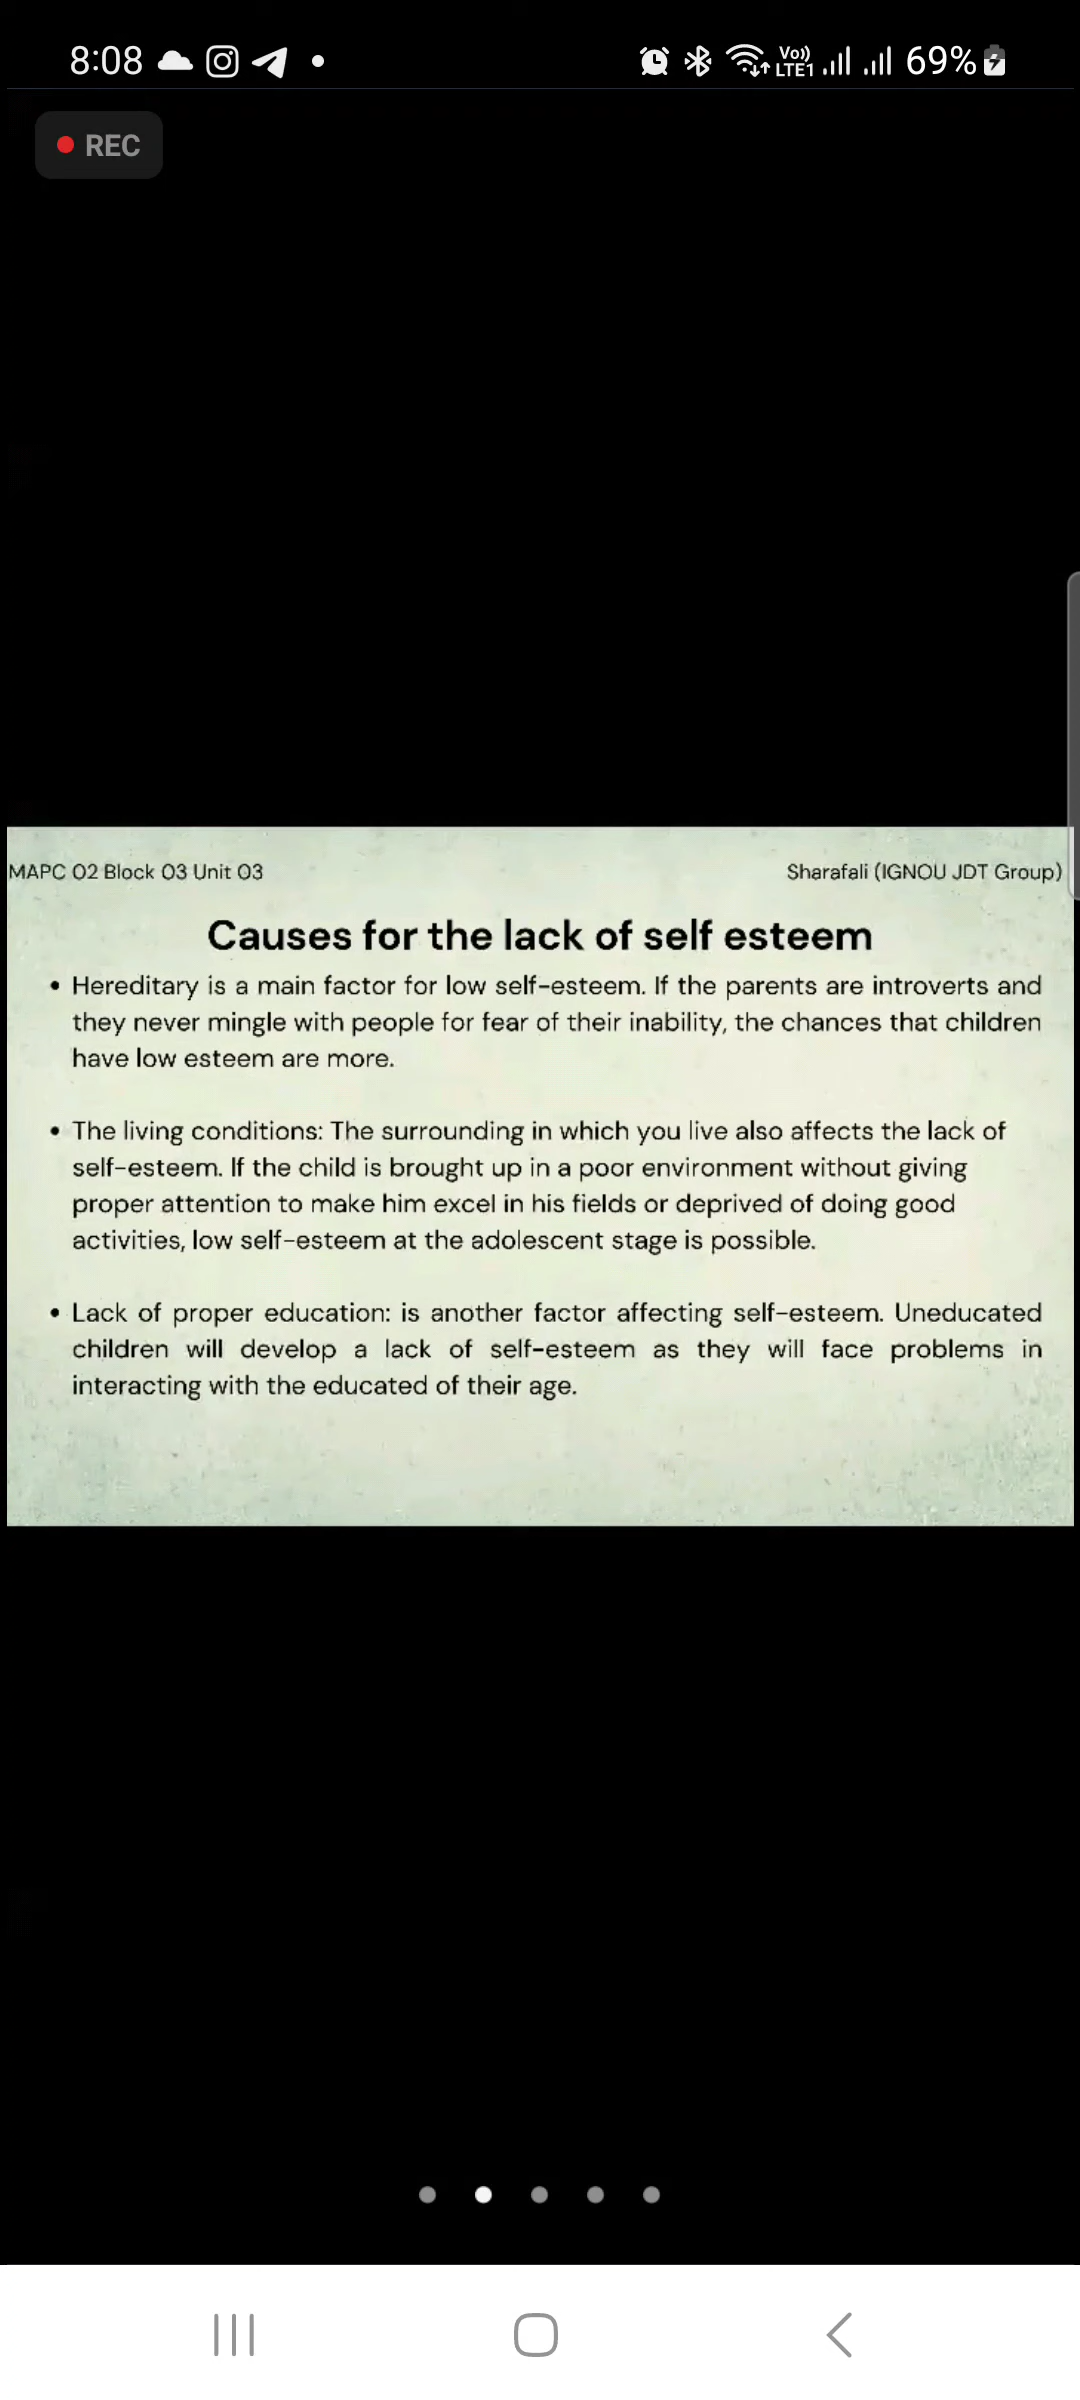 8:08
Vo))
LTE1
69%
REC
MAPC 02 Block 03 Unit 03
Sharafali (IGNOU JDT Group)
Causes for the lack of self esteem
• Hereditary is a main factor for low self-esteem. If the parents are introverts and
they never mingle with people for fear of their inability, the chances that children
have low esteem are more.
• The living conditions: The surrounding in which you live also affects the lack of
self-esteem. If the child is brought up in a poor environment without giving
proper attention to make him excel in his fields or deprived of doing good
activities, low self-esteem at the adolescent stage is possible.
• Lack of proper education: is another factor affecting self-esteem. Uneducated
children will develop a lack of self-esteem as they will face problems in
interacting with the educated of their age.